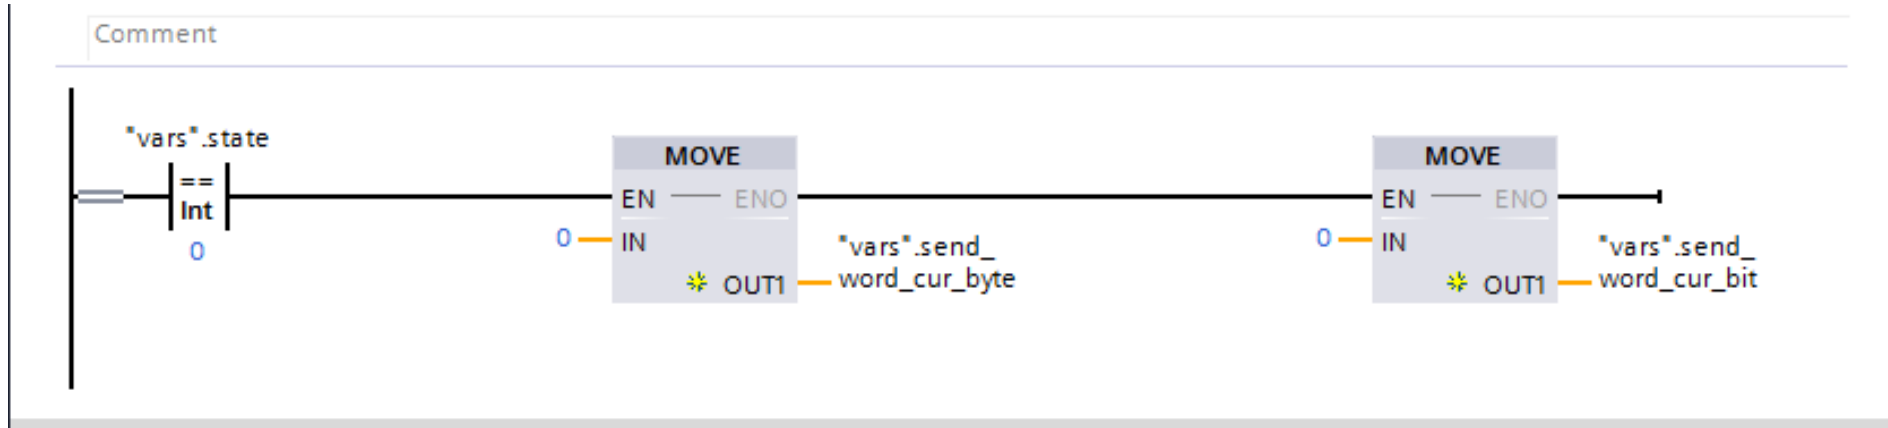 Comment
"vars".state
==
Int
0
MOVE
EN ENO
0 IN
OUT1
"vars".send_
word_cur_byte
MOVE
EN ENO
0 IN
OUT1
"vars".send_
word_cur_bit